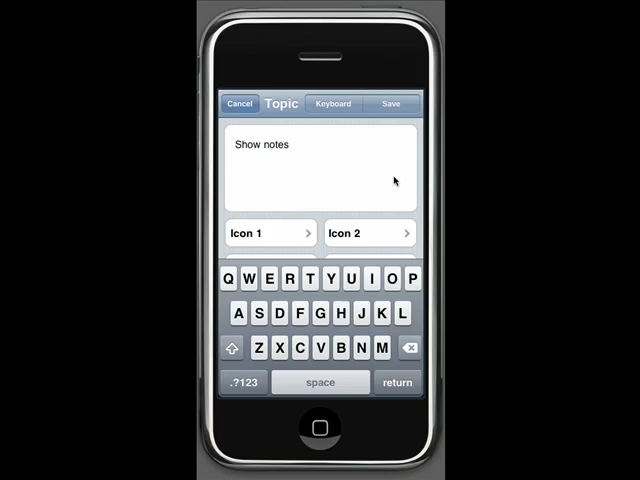 Cancel Topic Keyboard Save
Show notes
Icon 1 Icon 2
Q W E R T Y U I O P
A S D F G H J K L
Z X C V B N M
.?123 space return